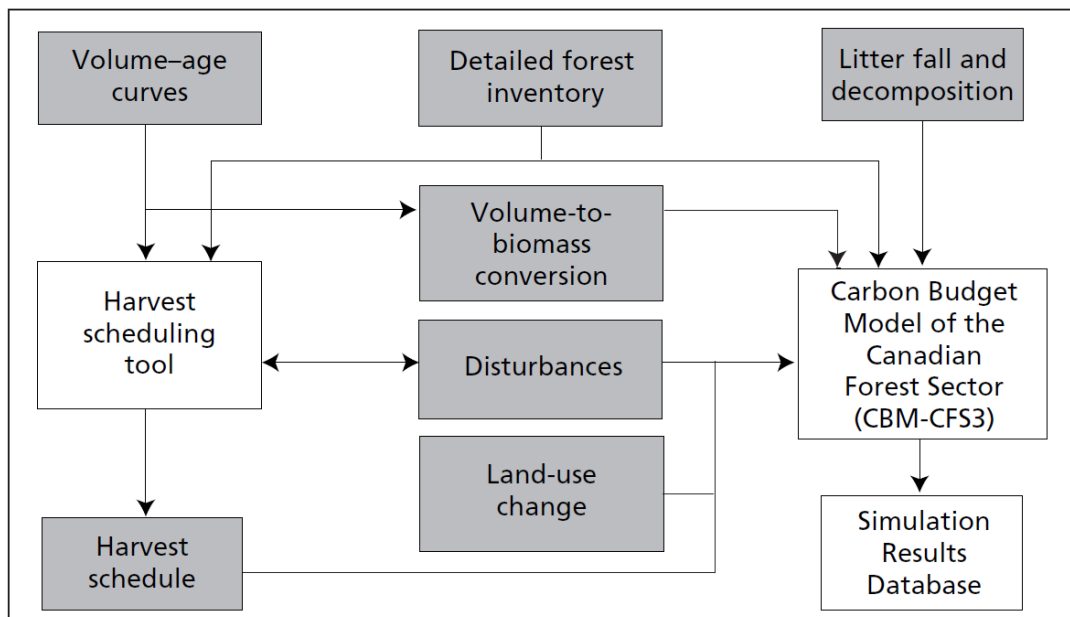 Volume–age
curves
Detailed forest
inventory
Litter fall and
decomposition
Volume-to-
biomass
conversion
Harvest
scheduling
tool
Carbon Budget
Model of the
Canadian
Forest Sector
(CBM-CFS3)
Disturbances
Land-use
change
Harvest
schedule
Simulation
Results
Database